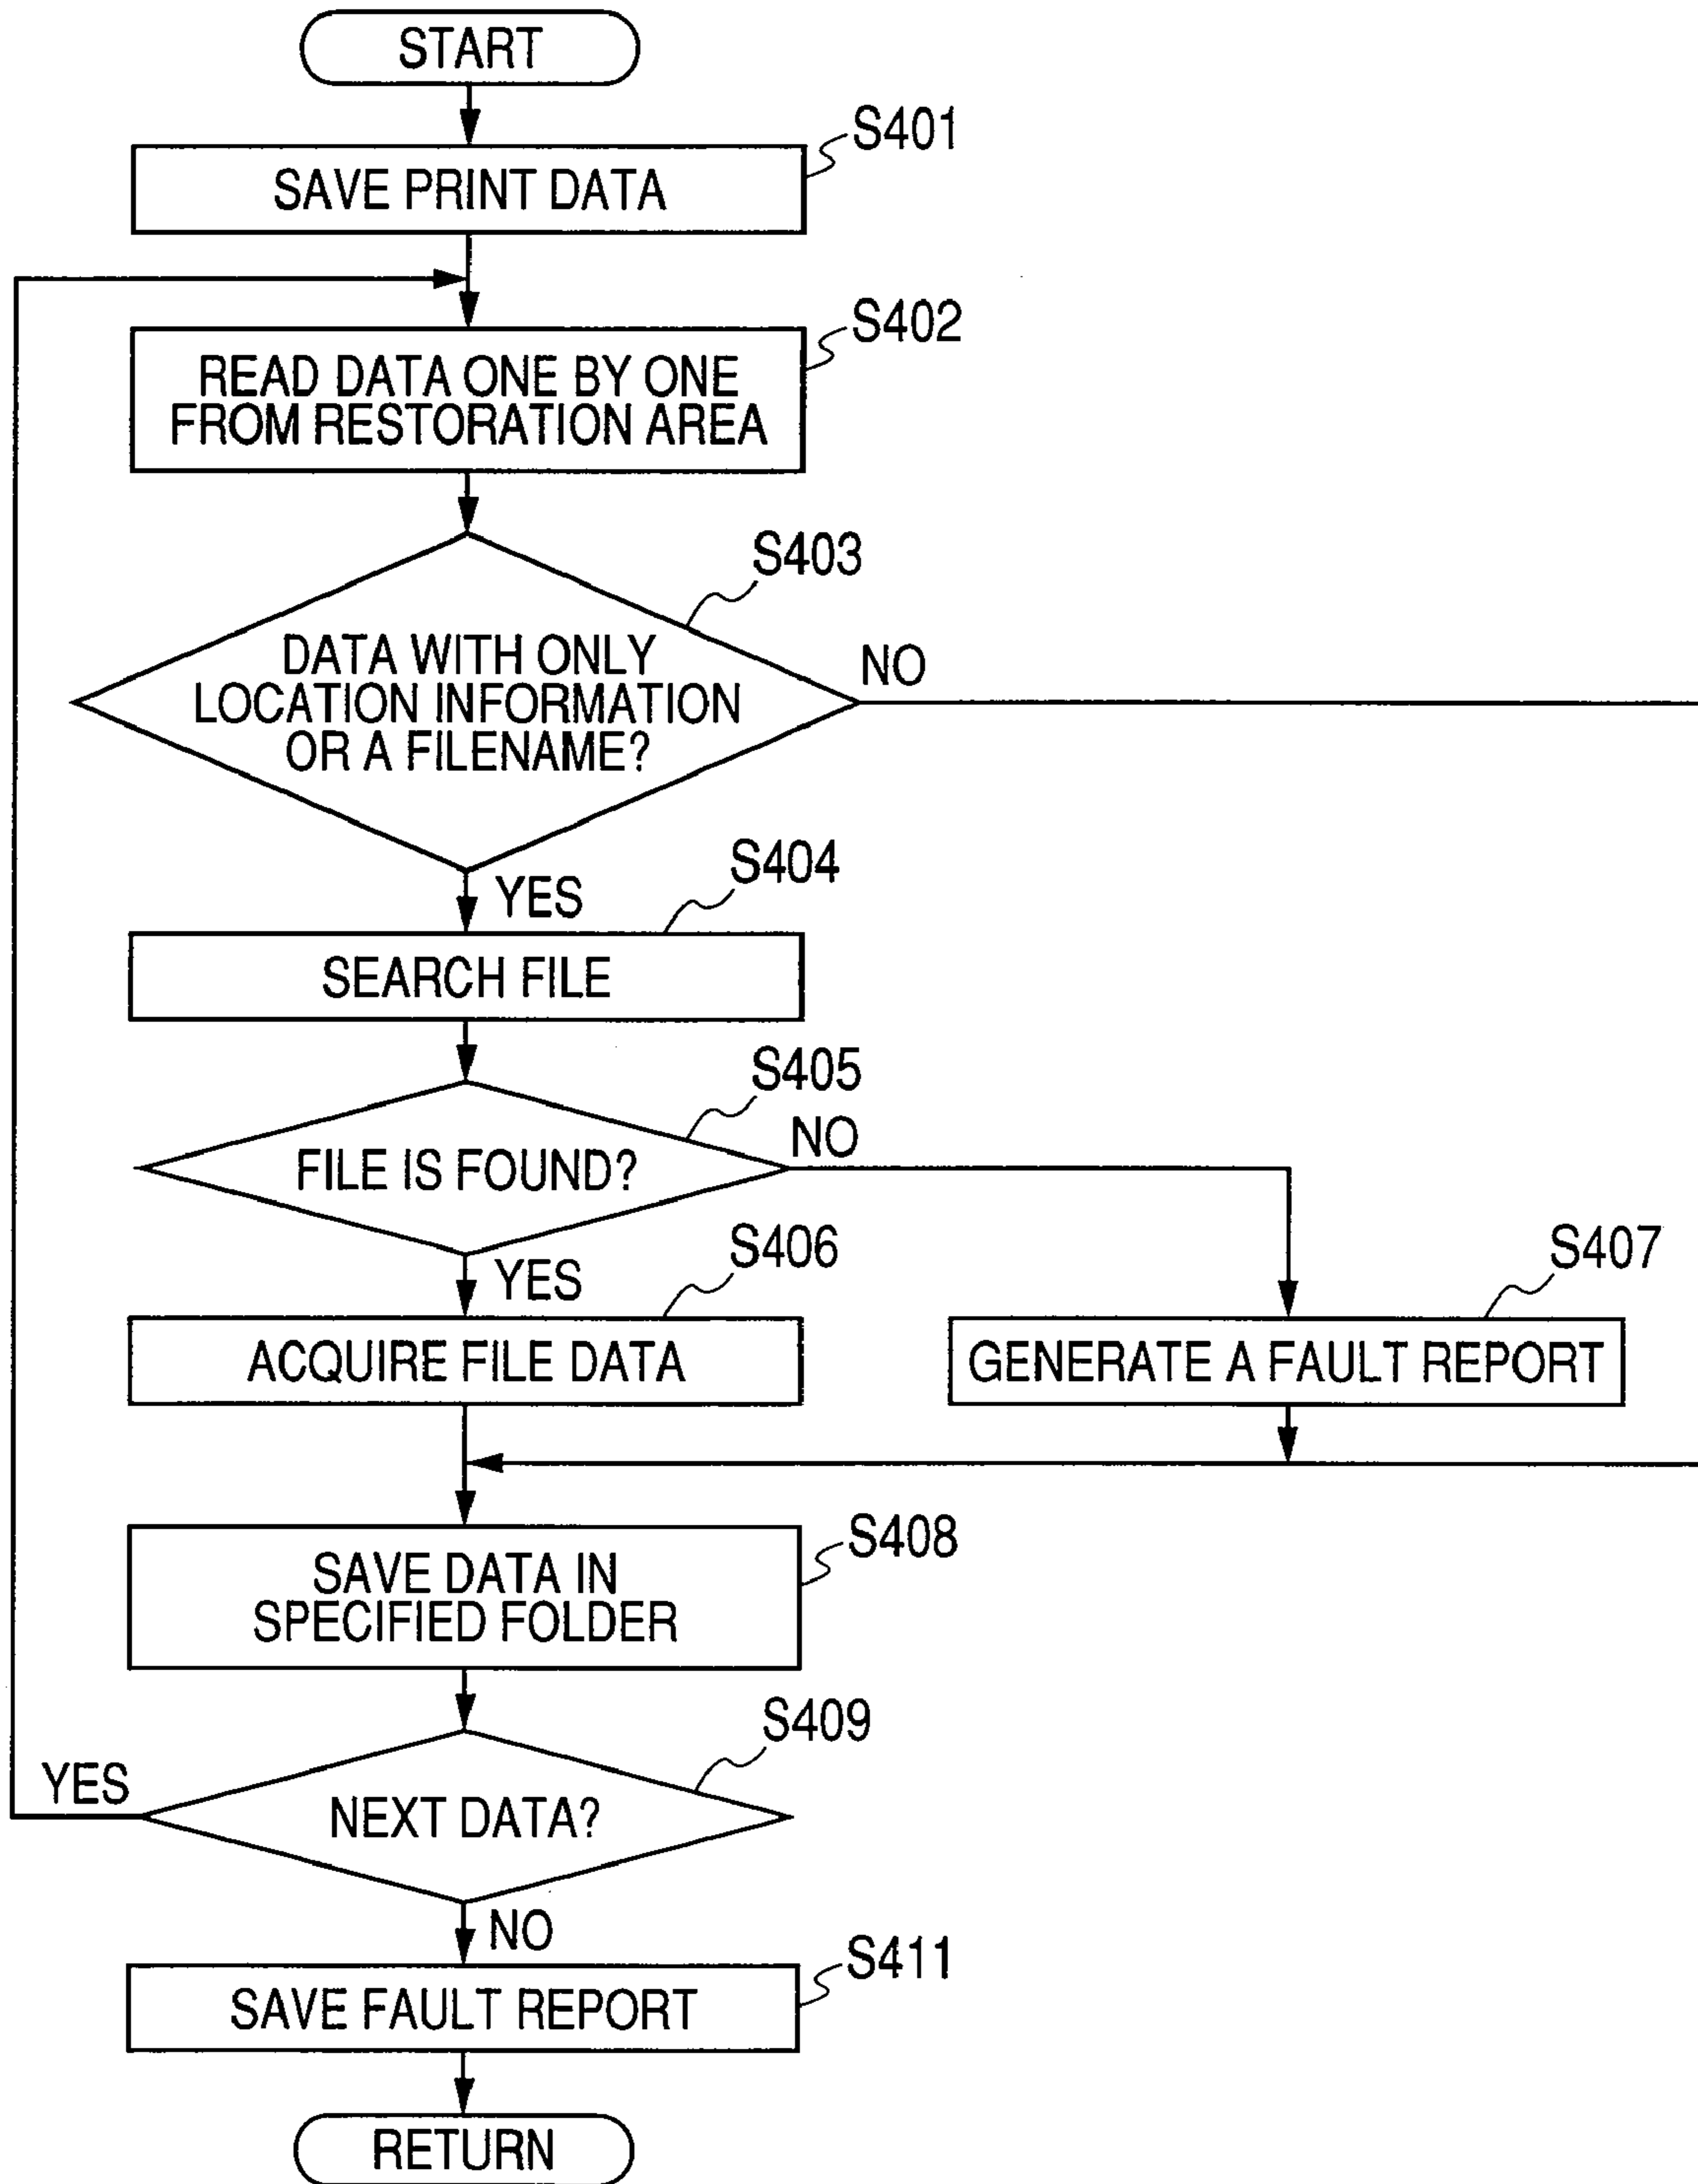 START
S401
SAVE PRINT DATA
S402
READ DATA ONE BY ONE
FROM RESTORATION AREA
S403
DATA WITH ONLY
LOCATION INFORMATION
OR A FILENAME?
NO
S404
YES
SEARCH FILE
S405
NO
FILE IS FOUND?
S406
YES
S407
ACQUIRE FILE DATA
GENERATE A FAULT REPORT
S408
SAVE DATA IN
SPECIFIED FOLDER
S409
YES
NEXT DATA?
NO
S411
SAVE FAULT REPORT
RETURN